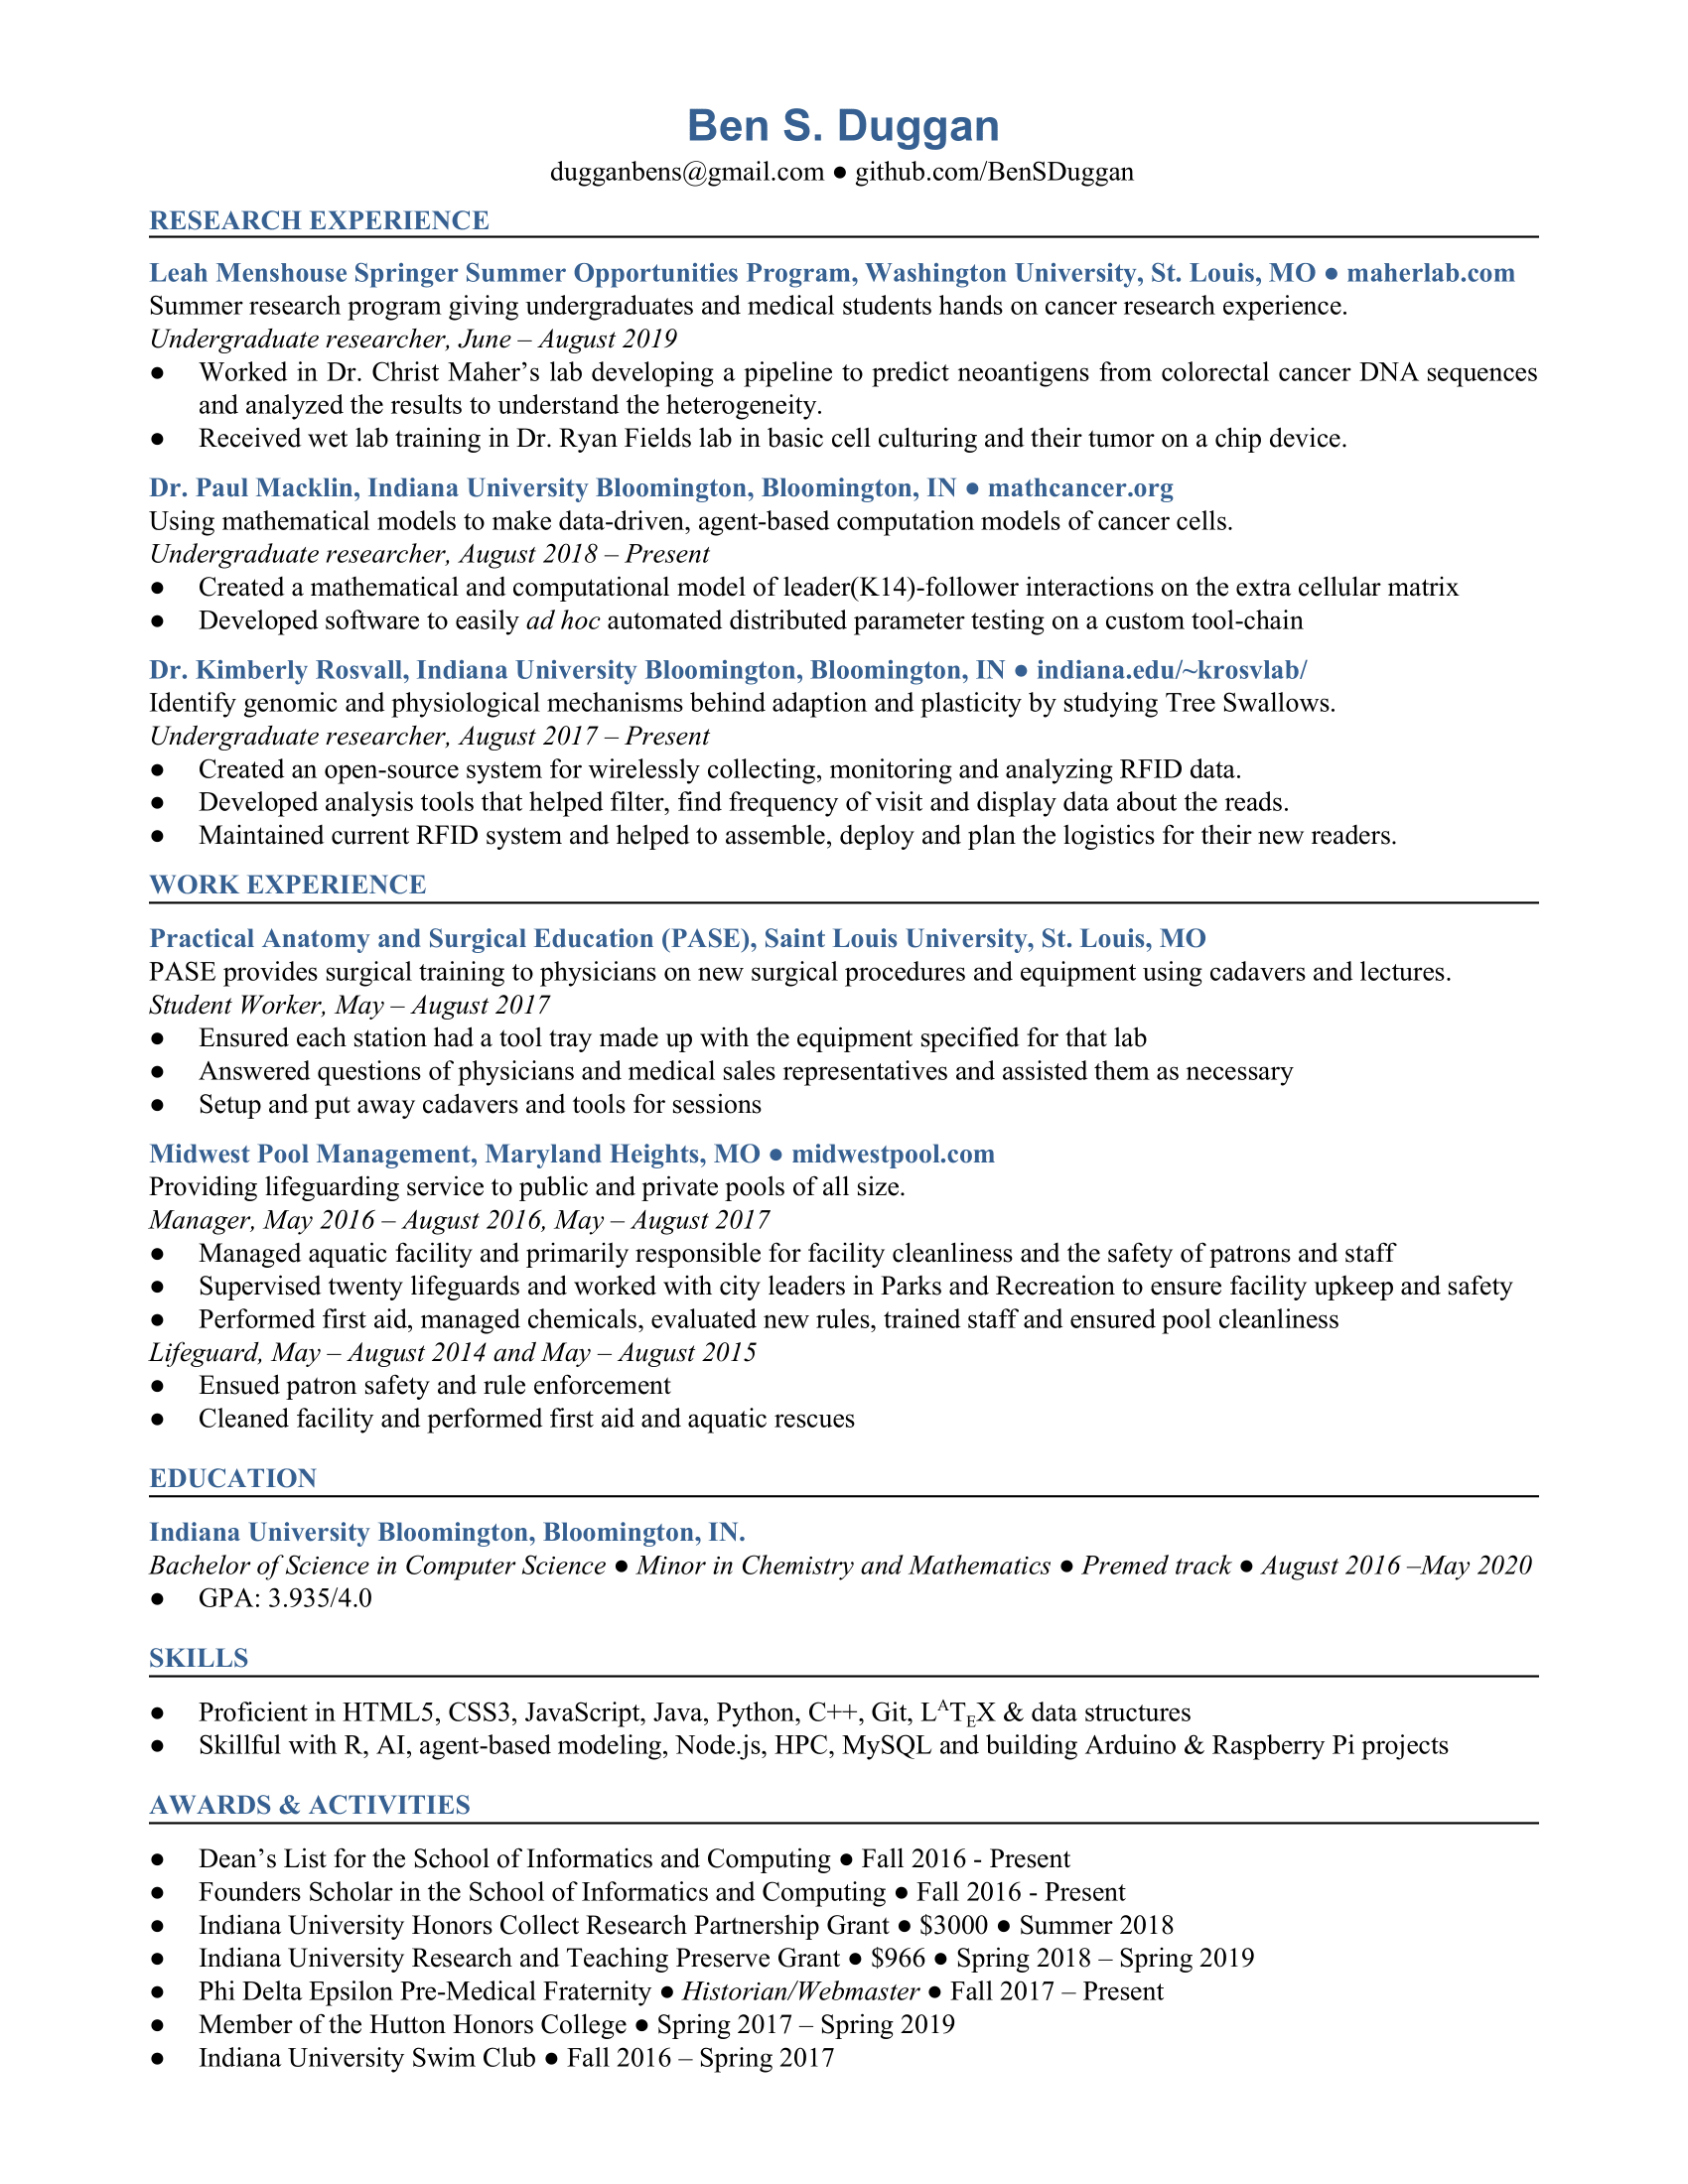 Ben S. Duggan
dugganbens@gmail.com ● github.com/BenSDuggan
RESEARCH EXPERIENCE
Leah Menshouse Springer Summer Opportunities Program, Washington University, St. Louis, MO ● maherlab.com
Summer research program giving undergraduates and medical students hands on cancer research experience.
Undergraduate researcher, June – August 2019
● Worked in Dr. Christ Maher’s lab developing a pipeline to predict neoantigens from colorectal cancer DNA sequences
and analyzed the results to understand the heterogeneity.
● Received wet lab training in Dr. Ryan Fields lab in basic cell culturing and their tumor on a chip device.
Dr. Paul Macklin, Indiana University Bloomington, Bloomington, IN ● mathcancer.org
Using mathematical models to make data-driven, agent-based computation models of cancer cells.
Undergraduate researcher, August 2018 – Present
● Created a mathematical and computational model of leader(K14)-follower interactions on the extra cellular matrix
● Developed software to easily ad hoc automated distributed parameter testing on a custom tool-chain
Dr. Kimberly Rosvall, Indiana University Bloomington, Bloomington, IN ● indiana.edu/~krosvlab/
Identify genomic and physiological mechanisms behind adaption and plasticity by studying Tree Swallows.
Undergraduate researcher, August 2017 – Present
● Created an open-source system for wirelessly collecting, monitoring and analyzing RFID data.
● Developed analysis tools that helped filter, find frequency of visit and display data about the reads.
● Maintained current RFID system and helped to assemble, deploy and plan the logistics for their new readers.
WORK EXPERIENCE
Practical Anatomy and Surgical Education (PASE), Saint Louis University, St. Louis, MO
PASE provides surgical training to physicians on new surgical procedures and equipment using cadavers and lectures.
Student Worker, May – August 2017
● Ensured each station had a tool tray made up with the equipment specified for that lab
● Answered questions of physicians and medical sales representatives and assisted them as necessary
● Setup and put away cadavers and tools for sessions
Midwest Pool Management, Maryland Heights, MO ● midwestpool.com
Providing lifeguarding service to public and private pools of all size.
Manager, May 2016 – August 2016, May – August 2017
● Managed aquatic facility and primarily responsible for facility cleanliness and the safety of patrons and staff
● Supervised twenty lifeguards and worked with city leaders in Parks and Recreation to ensure facility upkeep and safety
● Performed first aid, managed chemicals, evaluated new rules, trained staff and ensured pool cleanliness
Lifeguard, May – August 2014 and May – August 2015
● Ensued patron safety and rule enforcement
● Cleaned facility and performed first aid and aquatic rescues
EDUCATION
Indiana University Bloomington, Bloomington, IN.
Bachelor of Science in Computer Science ● Minor in Chemistry and Mathematics ● Premed track ● August 2016 –May 2020
● GPA: 3.935/4.0
SKILLS
● Proficient in HTML5, CSS3, JavaScript, Java, Python, C++, Git, LATEX & data structures
● Skillful with R, AI, agent-based modeling, Node.js, HPC, MySQL and building Arduino & Raspberry Pi projects
AWARDS & ACTIVITIES
● Dean’s List for the School of Informatics and Computing ● Fall 2016 - Present
● Founders Scholar in the School of Informatics and Computing ● Fall 2016 - Present
● Indiana University Honors Collect Research Partnership Grant ● $3000 ● Summer 2018
● Indiana University Research and Teaching Preserve Grant ● $966 ● Spring 2018 – Spring 2019
● Phi Delta Epsilon Pre-Medical Fraternity ● Historian/Webmaster ● Fall 2017 – Present
● Member of the Hutton Honors College ● Spring 2017 – Spring 2019
● Indiana University Swim Club ● Fall 2016 – Spring 2017